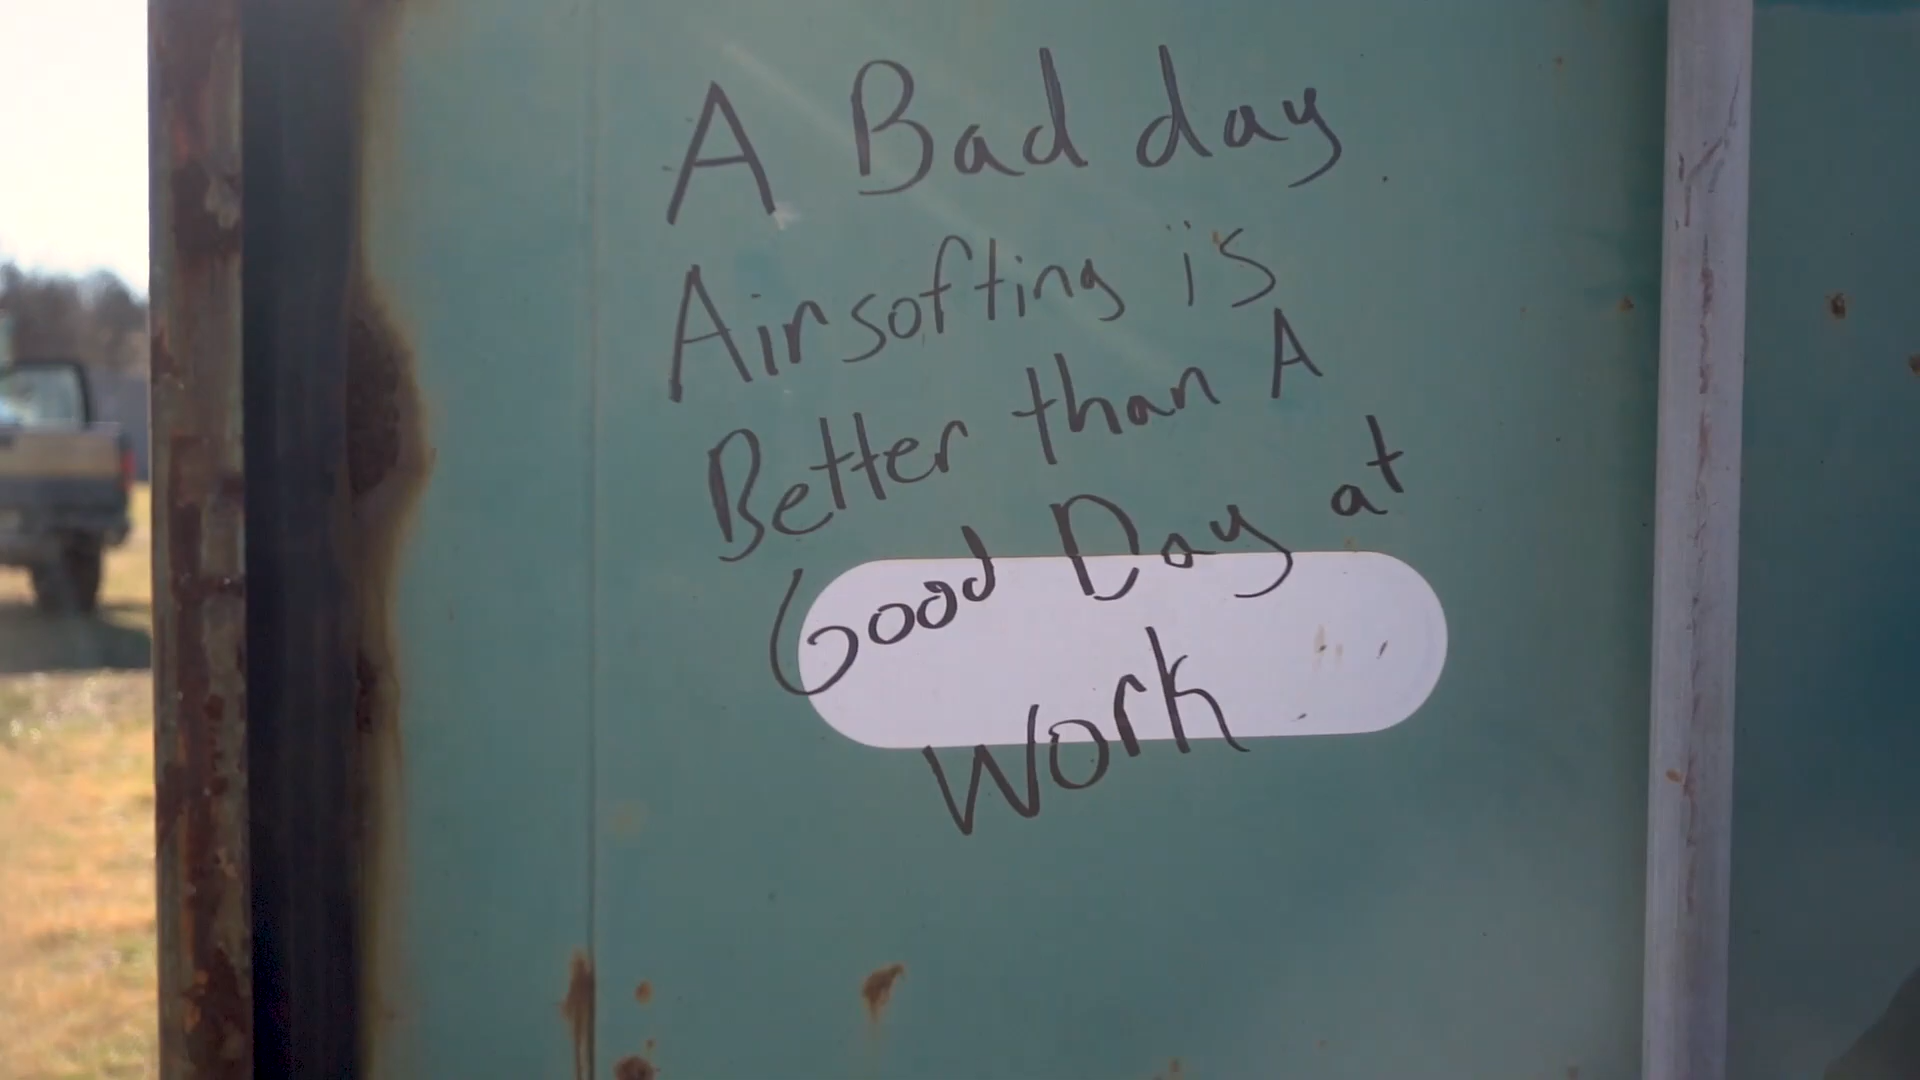 A Bad day
Airsofting is
Better than A
Good Day at
Work